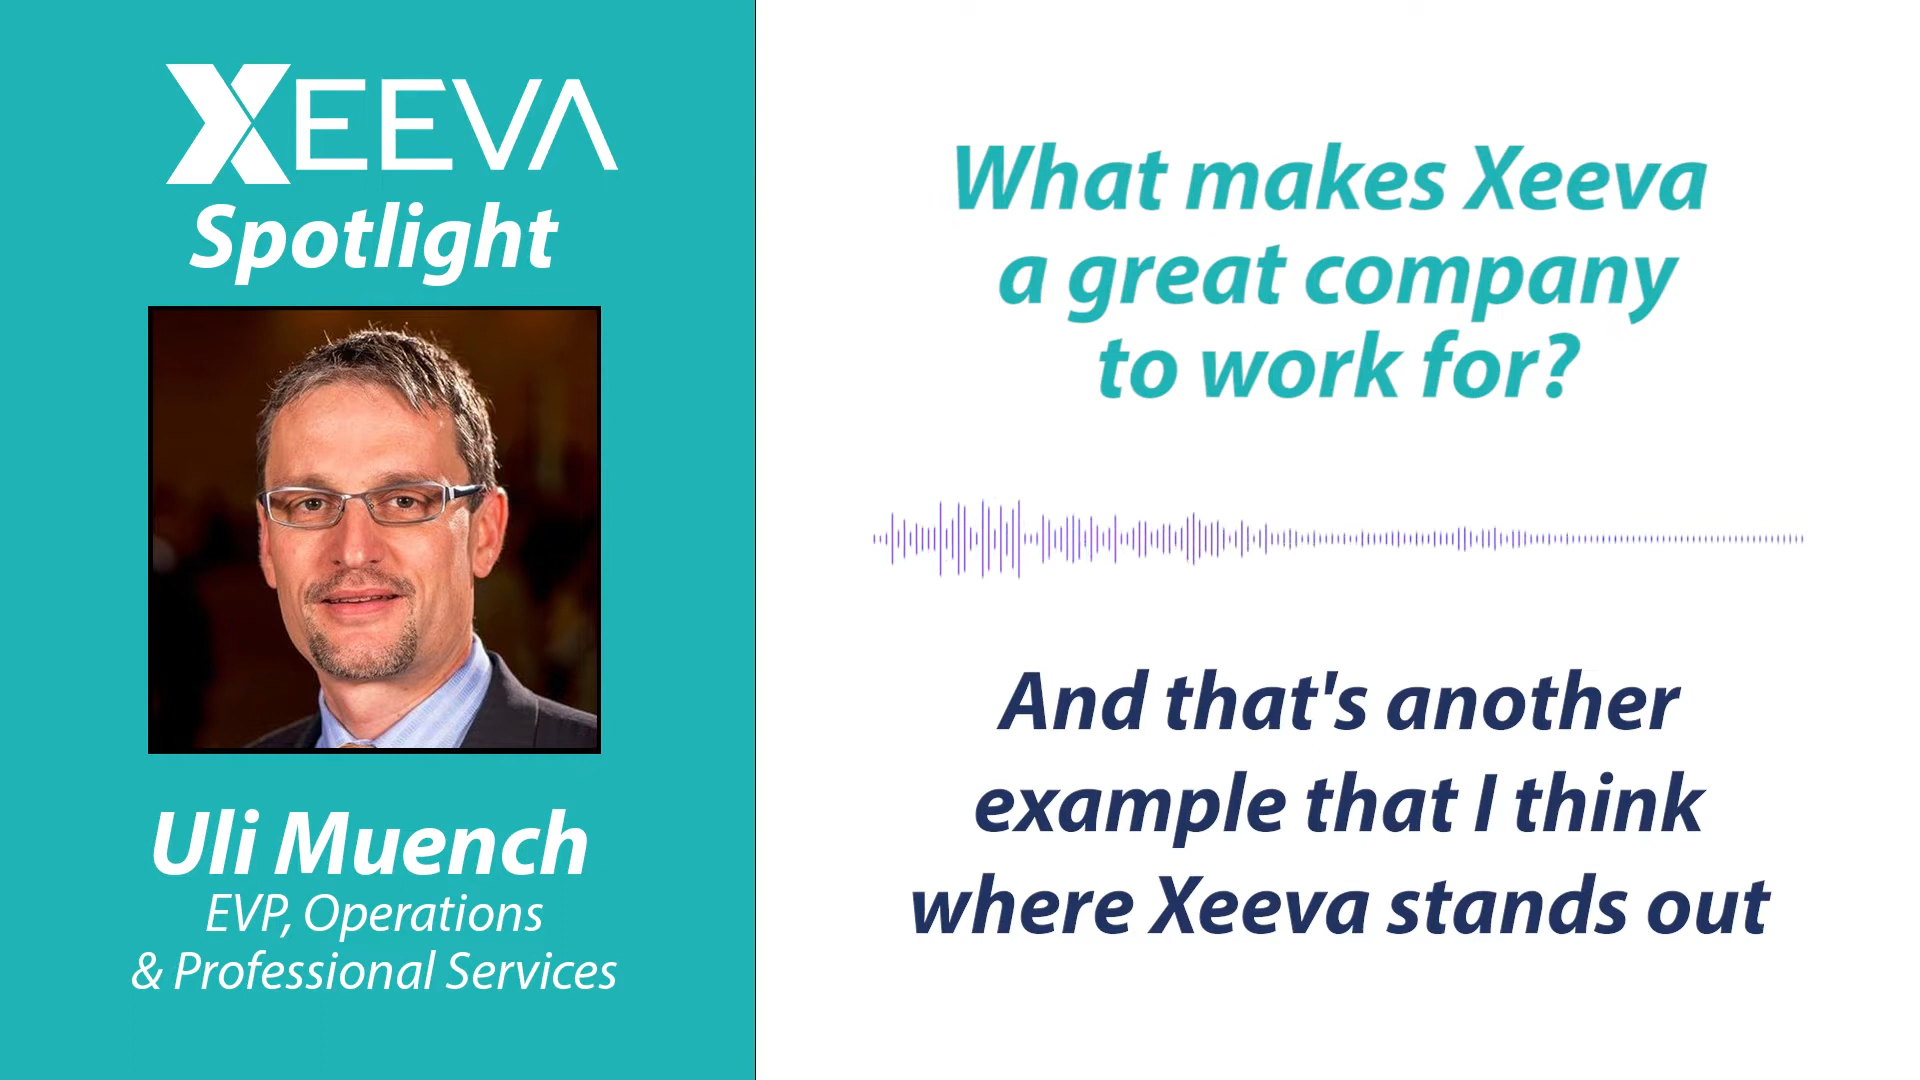 XEEVA
Spotlight
Uli Muench
EVP, Operations
& Professional Services
What makes Xeeva
a great company
to work for?
And that's another
example that I think
where Xeeva stands out